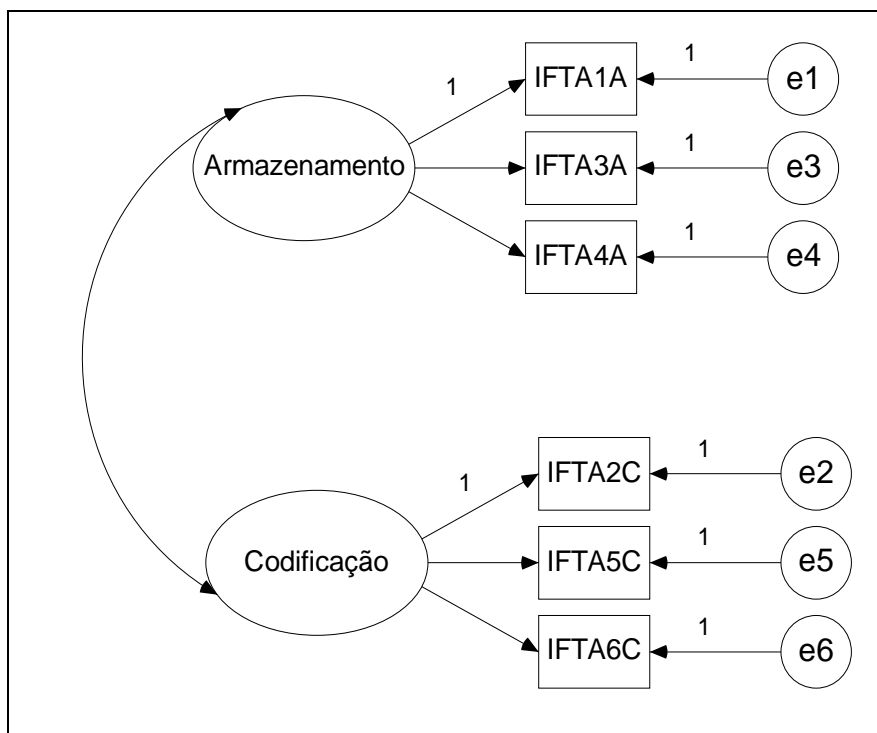 1
IFTA1A
1
e1
Armazenamento
IFTA3A
1
e3
IFTA4A
1
e4
1
IFTA2C
1
e2
Codificação
IFTA5C
1
e5
IFTA6C
1
e6